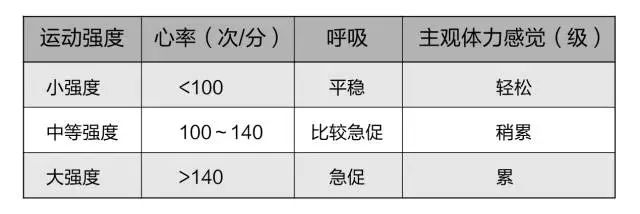 运动强度 心率（次/分） 呼吸 主观体力感觉（级）
小强度 <100 平稳 轻松
中等强度 100～140 比较急促 稍累
大强度 >140 急促 累